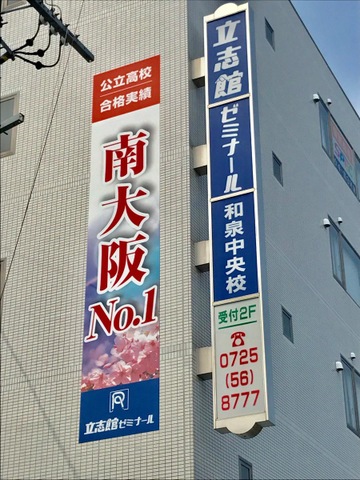 公立高校
合格実績
南大阪
No.1
立志館ゼミナール
立志館
ゼミナール
和泉中央校
受付2F
☎
0725
(56)
8777